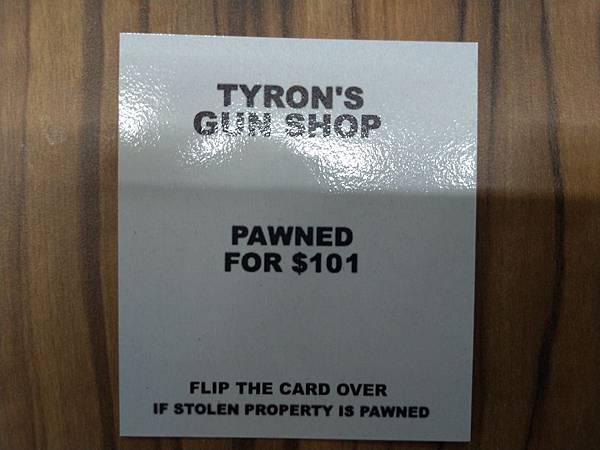 TYRON'S
GUN SHOP
PAWNED
FOR $101
FLIP THE CARD OVER
IF STOLEN PROPERTY IS PAWNED